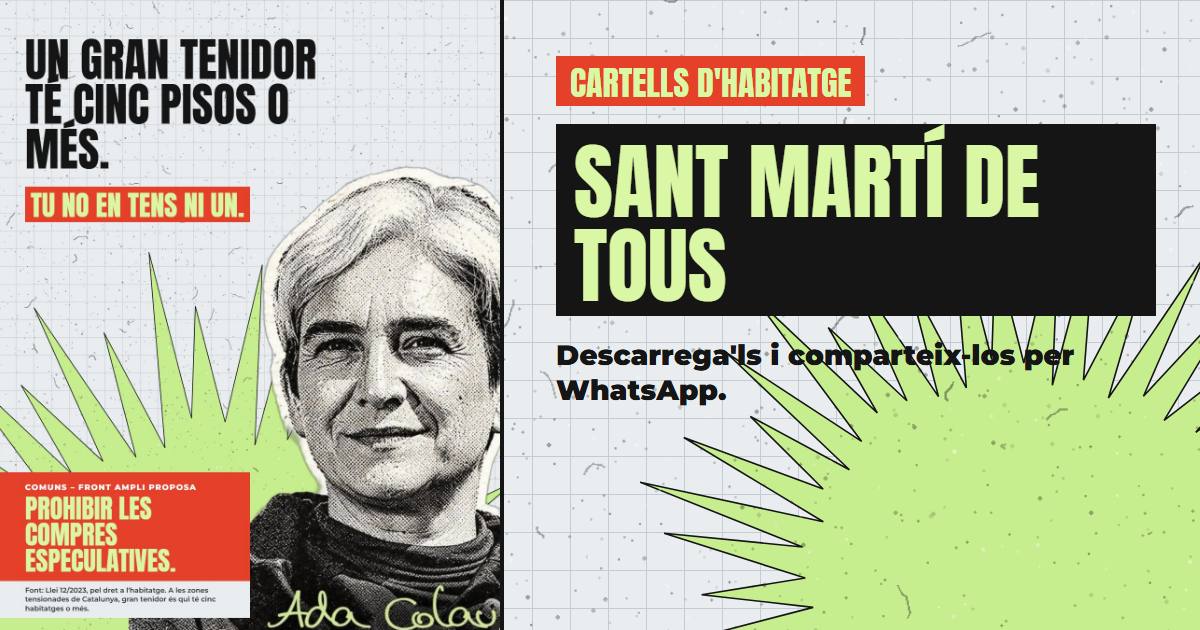 UN GRAN TENIDOR
TÉ CINC PISOS O
MÉS.
TU NO EN TENS NI UN.
COMUNS – FRONT AMPLI PROPOSA
PROHIBIR LES
COMPRES
ESPECULATIVES.
Font: Llei 12/2023, pel dret a l'habitatge. A les zones
tensionades de Catalunya, gran tenidor és qui té cinc
habitatges o més.
Ada Colau
CARTELLS D'HABITATGE
SANT MARTÍ DE
TOUS
Descarrega'ls i comparteix-los per
WhatsApp.